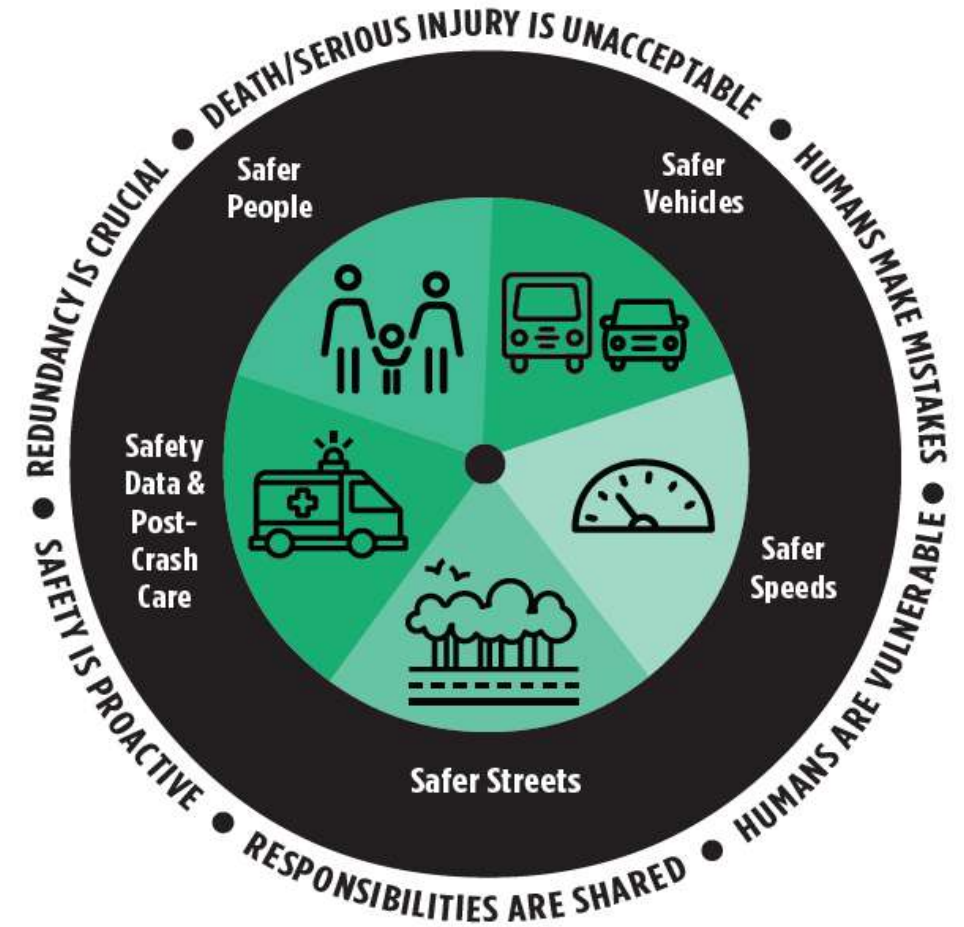 DEATH/SERIOUS INJURY IS UNACCEPTABLE
HUMANS MAKE MISTAKES
HUMANS ARE VULNERABLE
RESPONSIBILITIES ARE SHARED
SAFETY IS PROACTIVE
REDUNDANCY IS CRUCIAL
Safer
People
Safer
Vehicles
Safer
Speeds
Safer Streets
Safety
Data &
Post-
Crash
Care